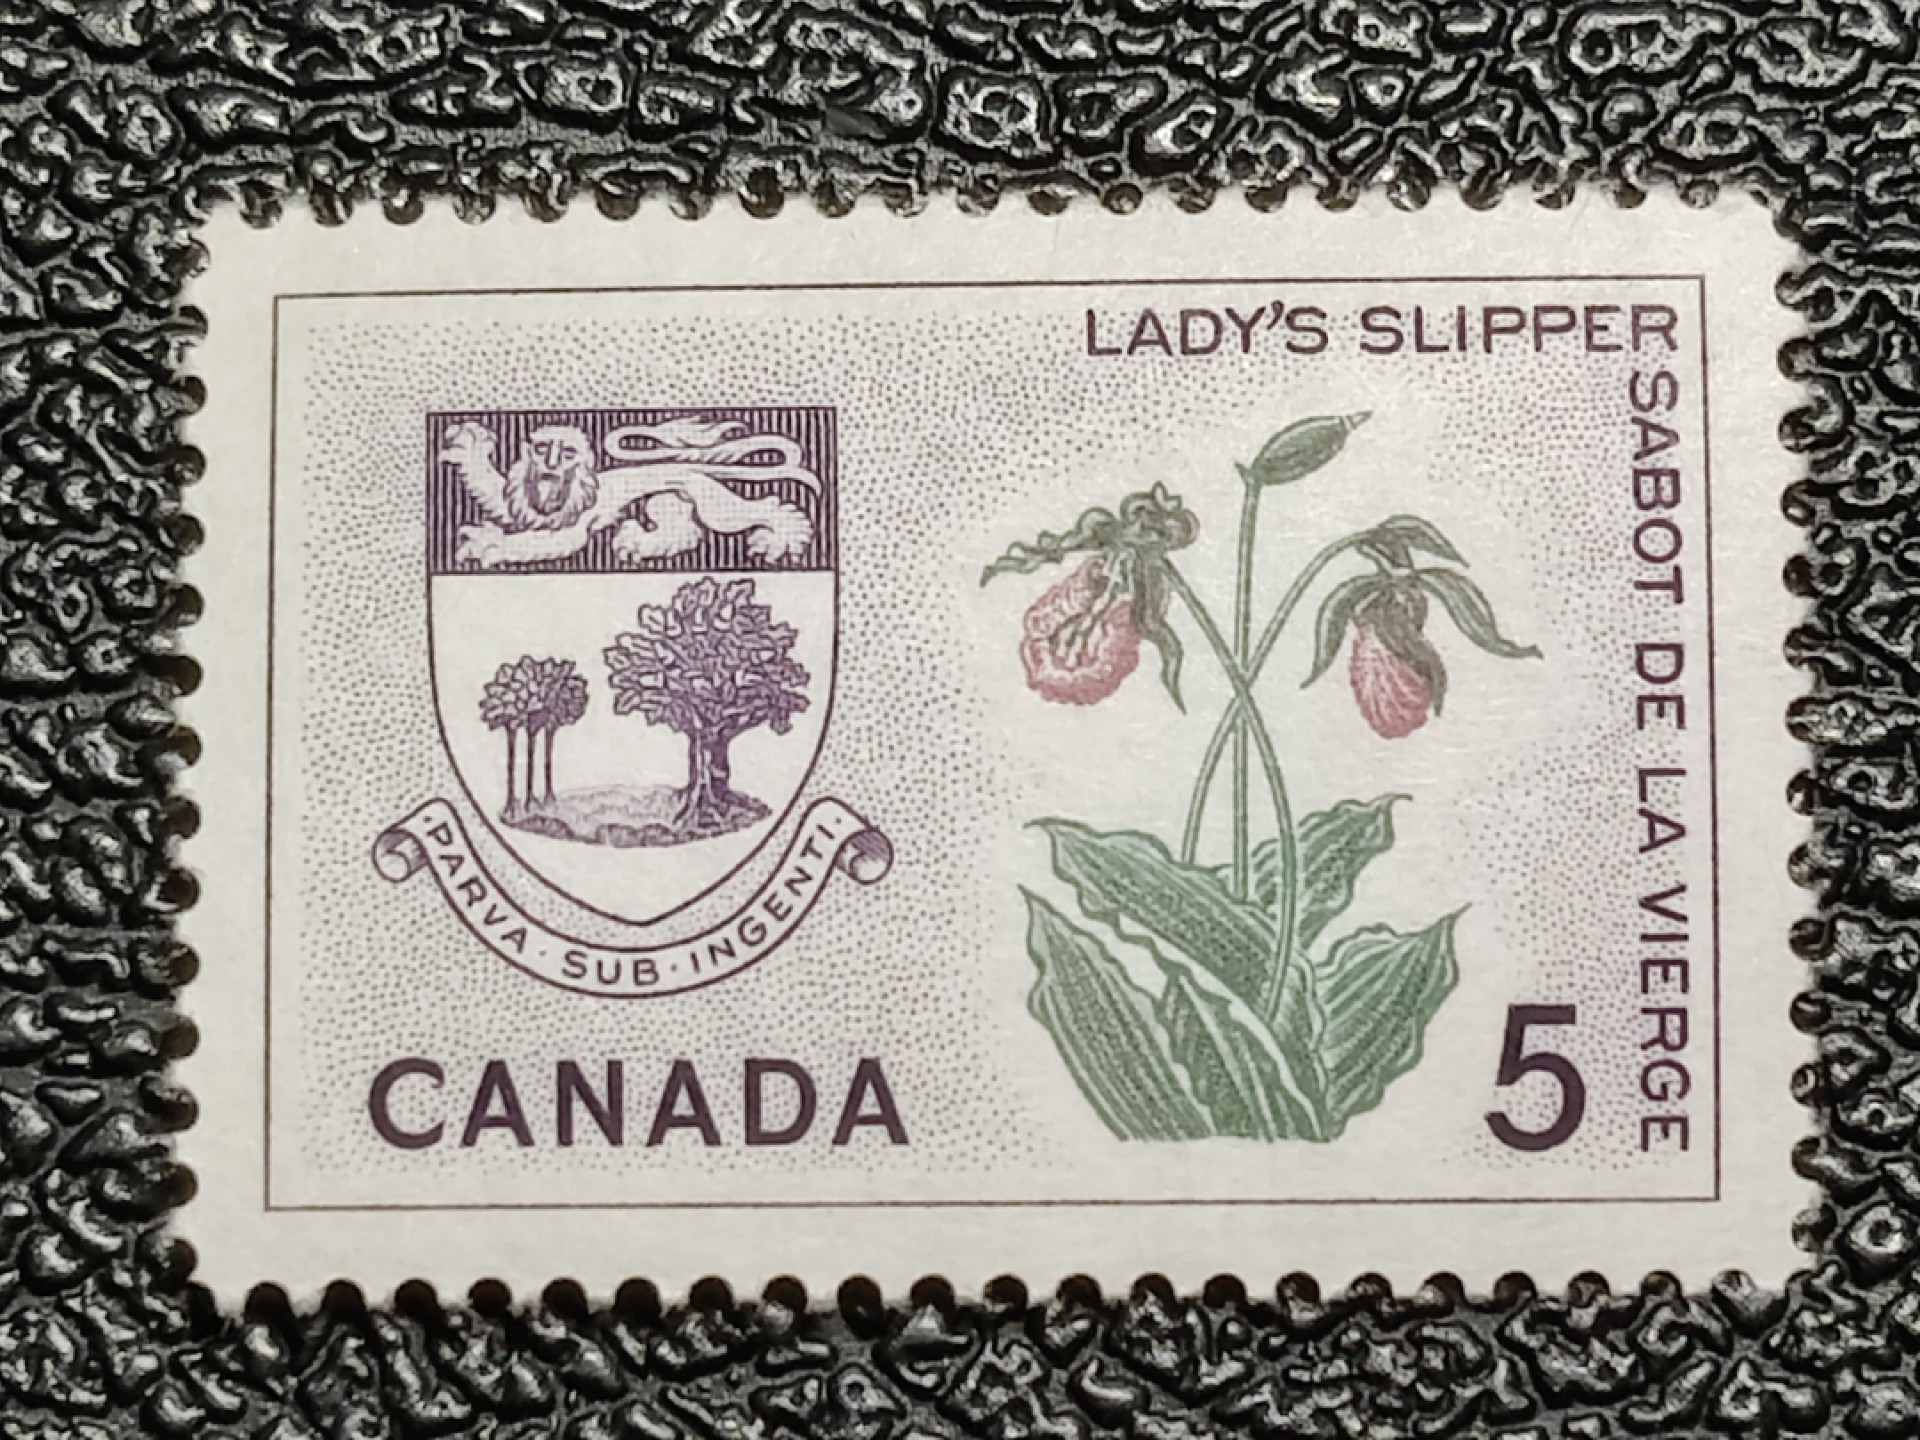 LADY'S SLIPPER
SABOT DE LA VIERGE
PARVA · SUB · INGENTI
CANADA
5